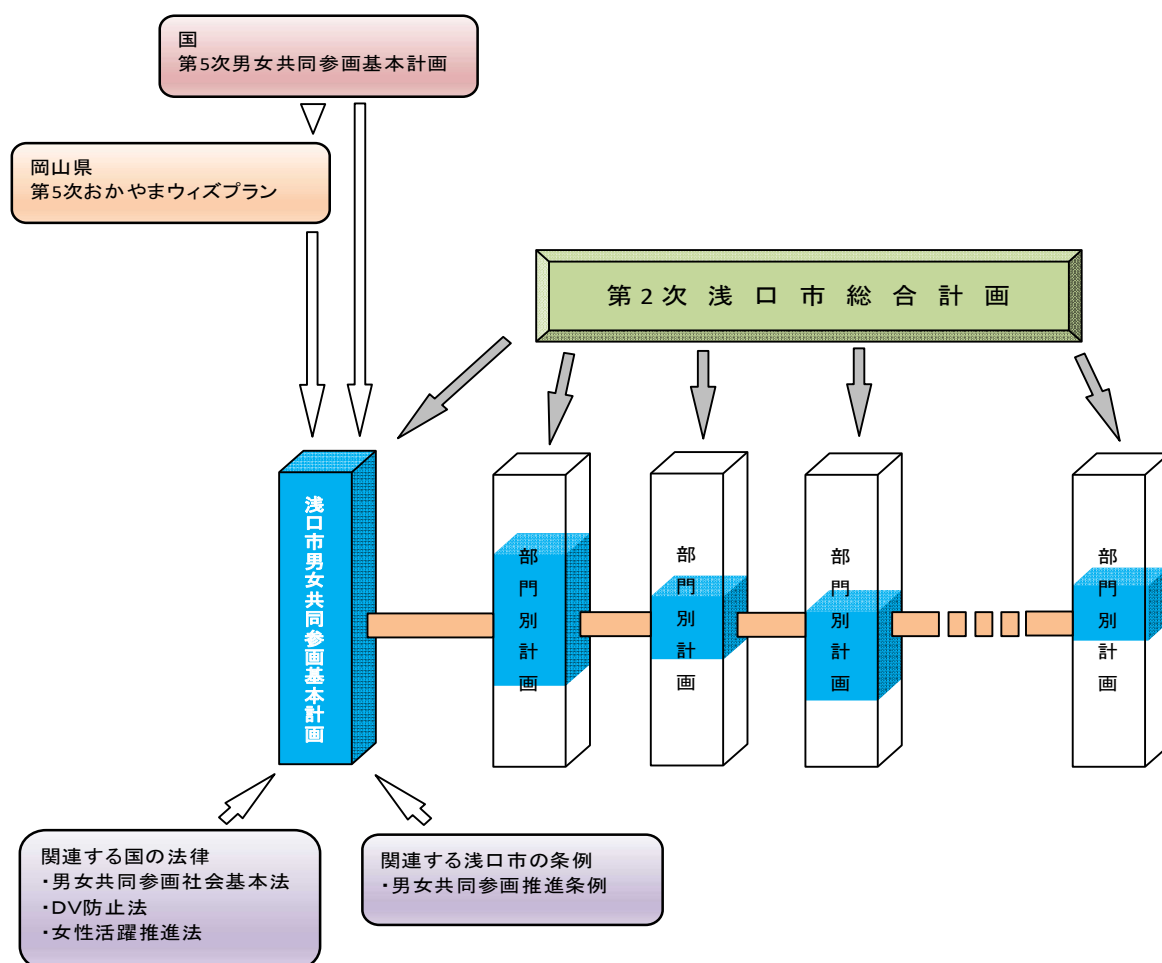 国
第5次男女共同参画基本計画
岡山県
第5次おかやまウィズプラン
第2次 浅口市総合計画
浅口市男女共同参画基本計画
部門別計画
部門別計画
部門別計画
部門別計画
関連する国の法律
・男女共同参画社会基本法
・DV防止法
・女性活躍推進法
関連する浅口市の条例
・男女共同参画推進条例